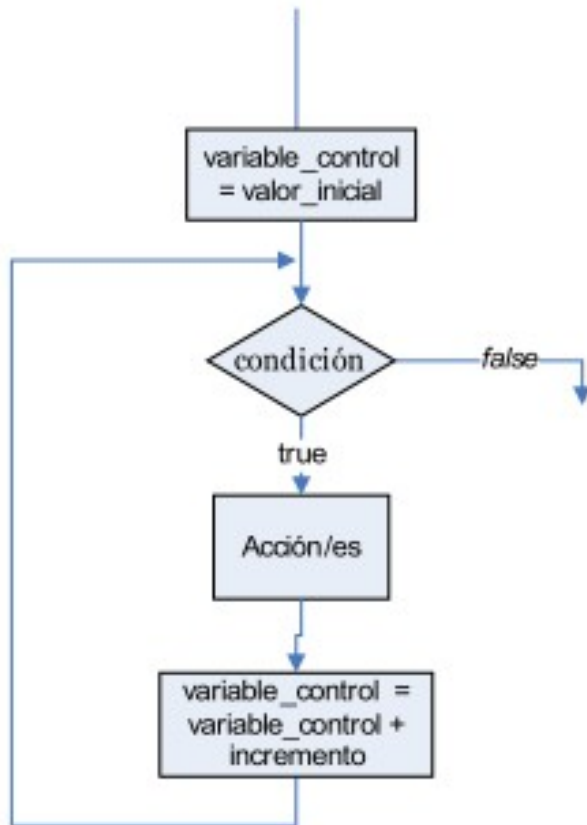 variable_control
= valor_inicial
condición
false
true
Acción/es
variable_control =
variable_control +
incremento